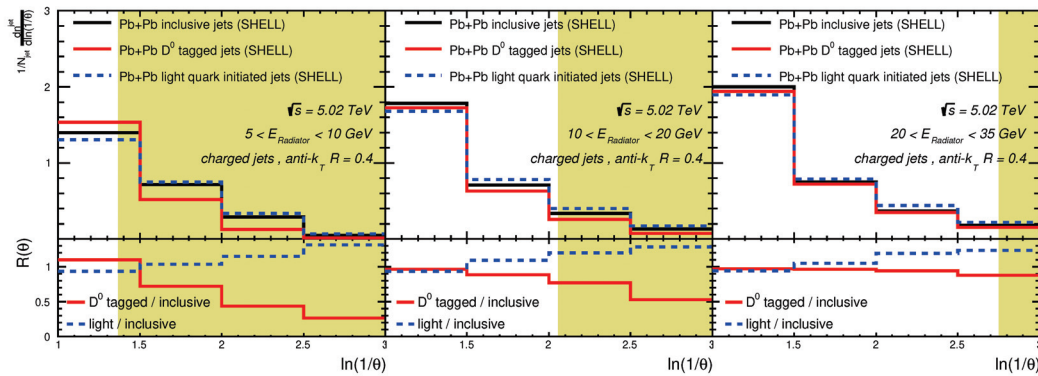 1/N_jet dn/dln(1/θ)
3
2
1
Pb+Pb inclusive jets (SHELL)
Pb+Pb D⁰ tagged jets (SHELL)
Pb+Pb light quark initiated jets (SHELL)
√s = 5.02 TeV
5 < E_Radiator < 10 GeV
charged jets , anti-k_T R = 0.4
Pb+Pb inclusive jets (SHELL)
Pb+Pb D⁰ tagged jets (SHELL)
Pb+Pb light quark initiated jets (SHELL)
√s = 5.02 TeV
10 < E_Radiator < 20 GeV
charged jets , anti-k_T R = 0.4
Pb+Pb inclusive jets (SHELL)
Pb+Pb D⁰ tagged jets (SHELL)
Pb+Pb light quark initiated jets (SHELL)
√s = 5.02 TeV
20 < E_Radiator < 35 GeV
charged jets , anti-k_T R = 0.4
R(θ)
1
0.5
0
D⁰ tagged / inclusive
light / inclusive
1 1.5 2 2.5 3
ln(1/θ)
D⁰ tagged / inclusive
light / inclusive
1.5 2 2.5 3
ln(1/θ)
D⁰ tagged / inclusive
light / inclusive
1.5 2 2.5 3
ln(1/θ)